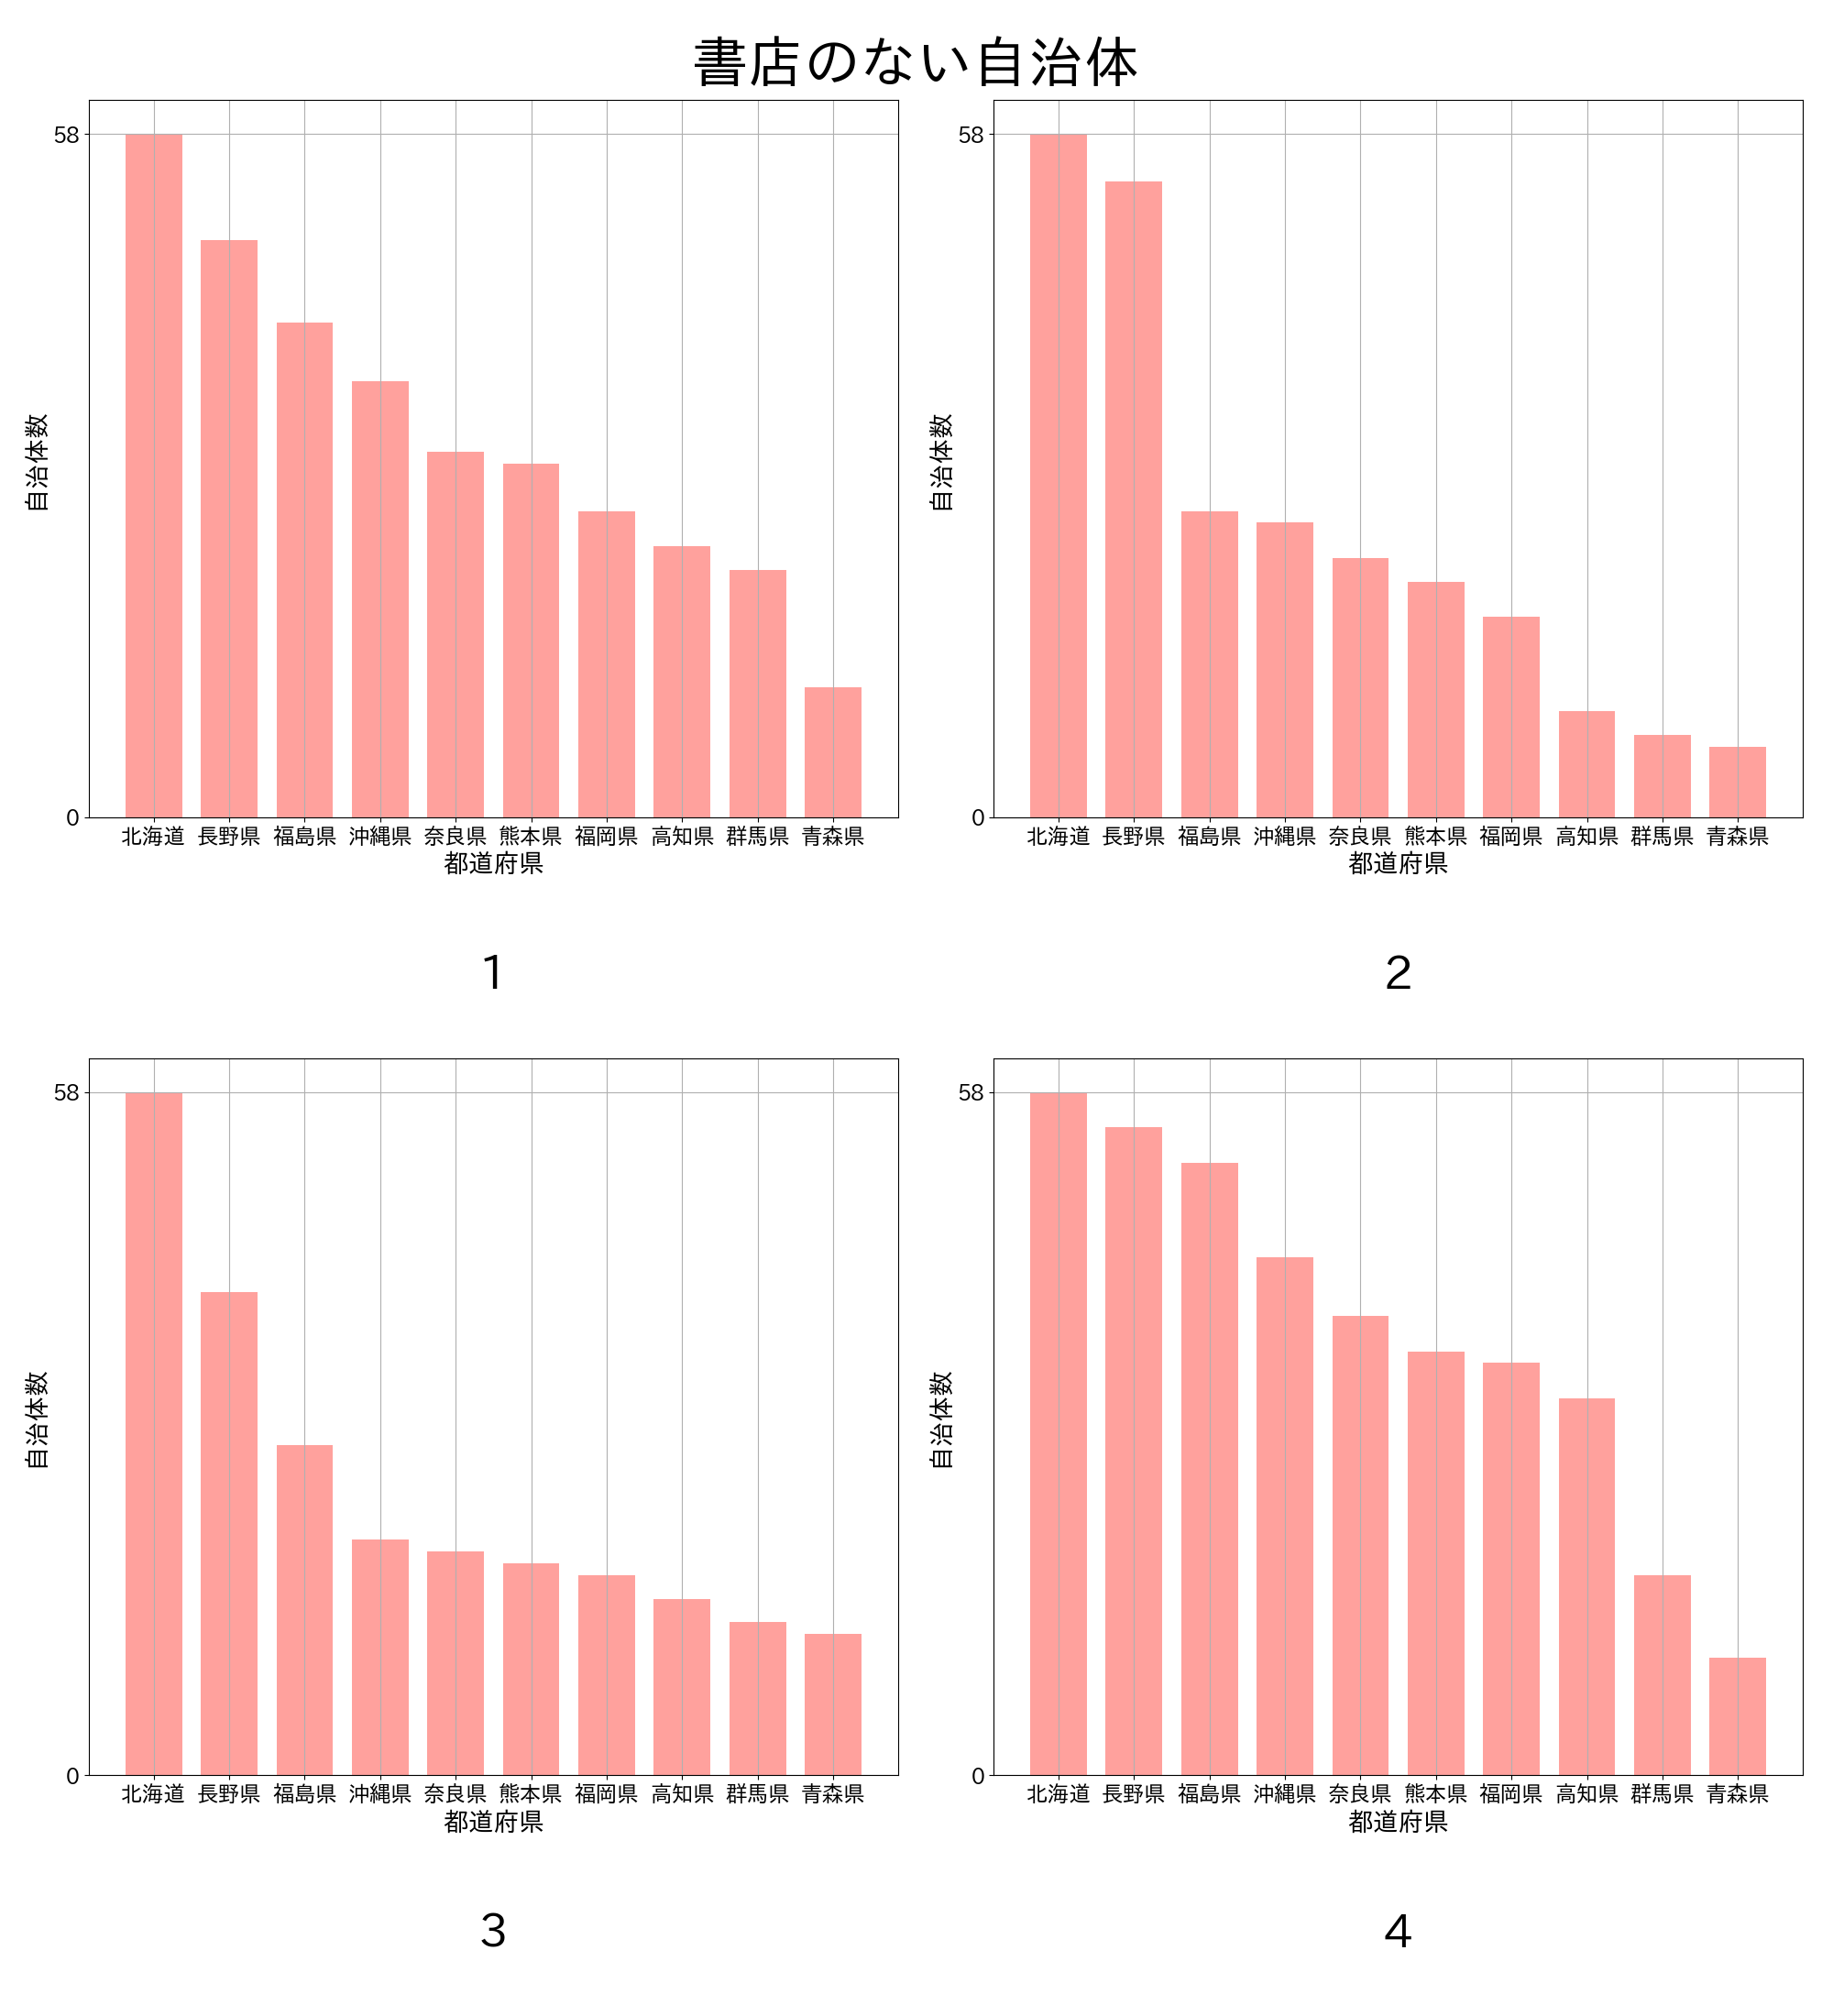 書店のない自治体
58
0
自治体数
北海道 長野県 福島県 沖縄県 奈良県 熊本県 福岡県 高知県 群馬県 青森県
都道府県
1
58
0
自治体数
北海道 長野県 福島県 沖縄県 奈良県 熊本県 福岡県 高知県 群馬県 青森県
都道府県
2
58
0
自治体数
北海道 長野県 福島県 沖縄県 奈良県 熊本県 福岡県 高知県 群馬県 青森県
都道府県
3
58
0
自治体数
北海道 長野県 福島県 沖縄県 奈良県 熊本県 福岡県 高知県 群馬県 青森県
都道府県
4